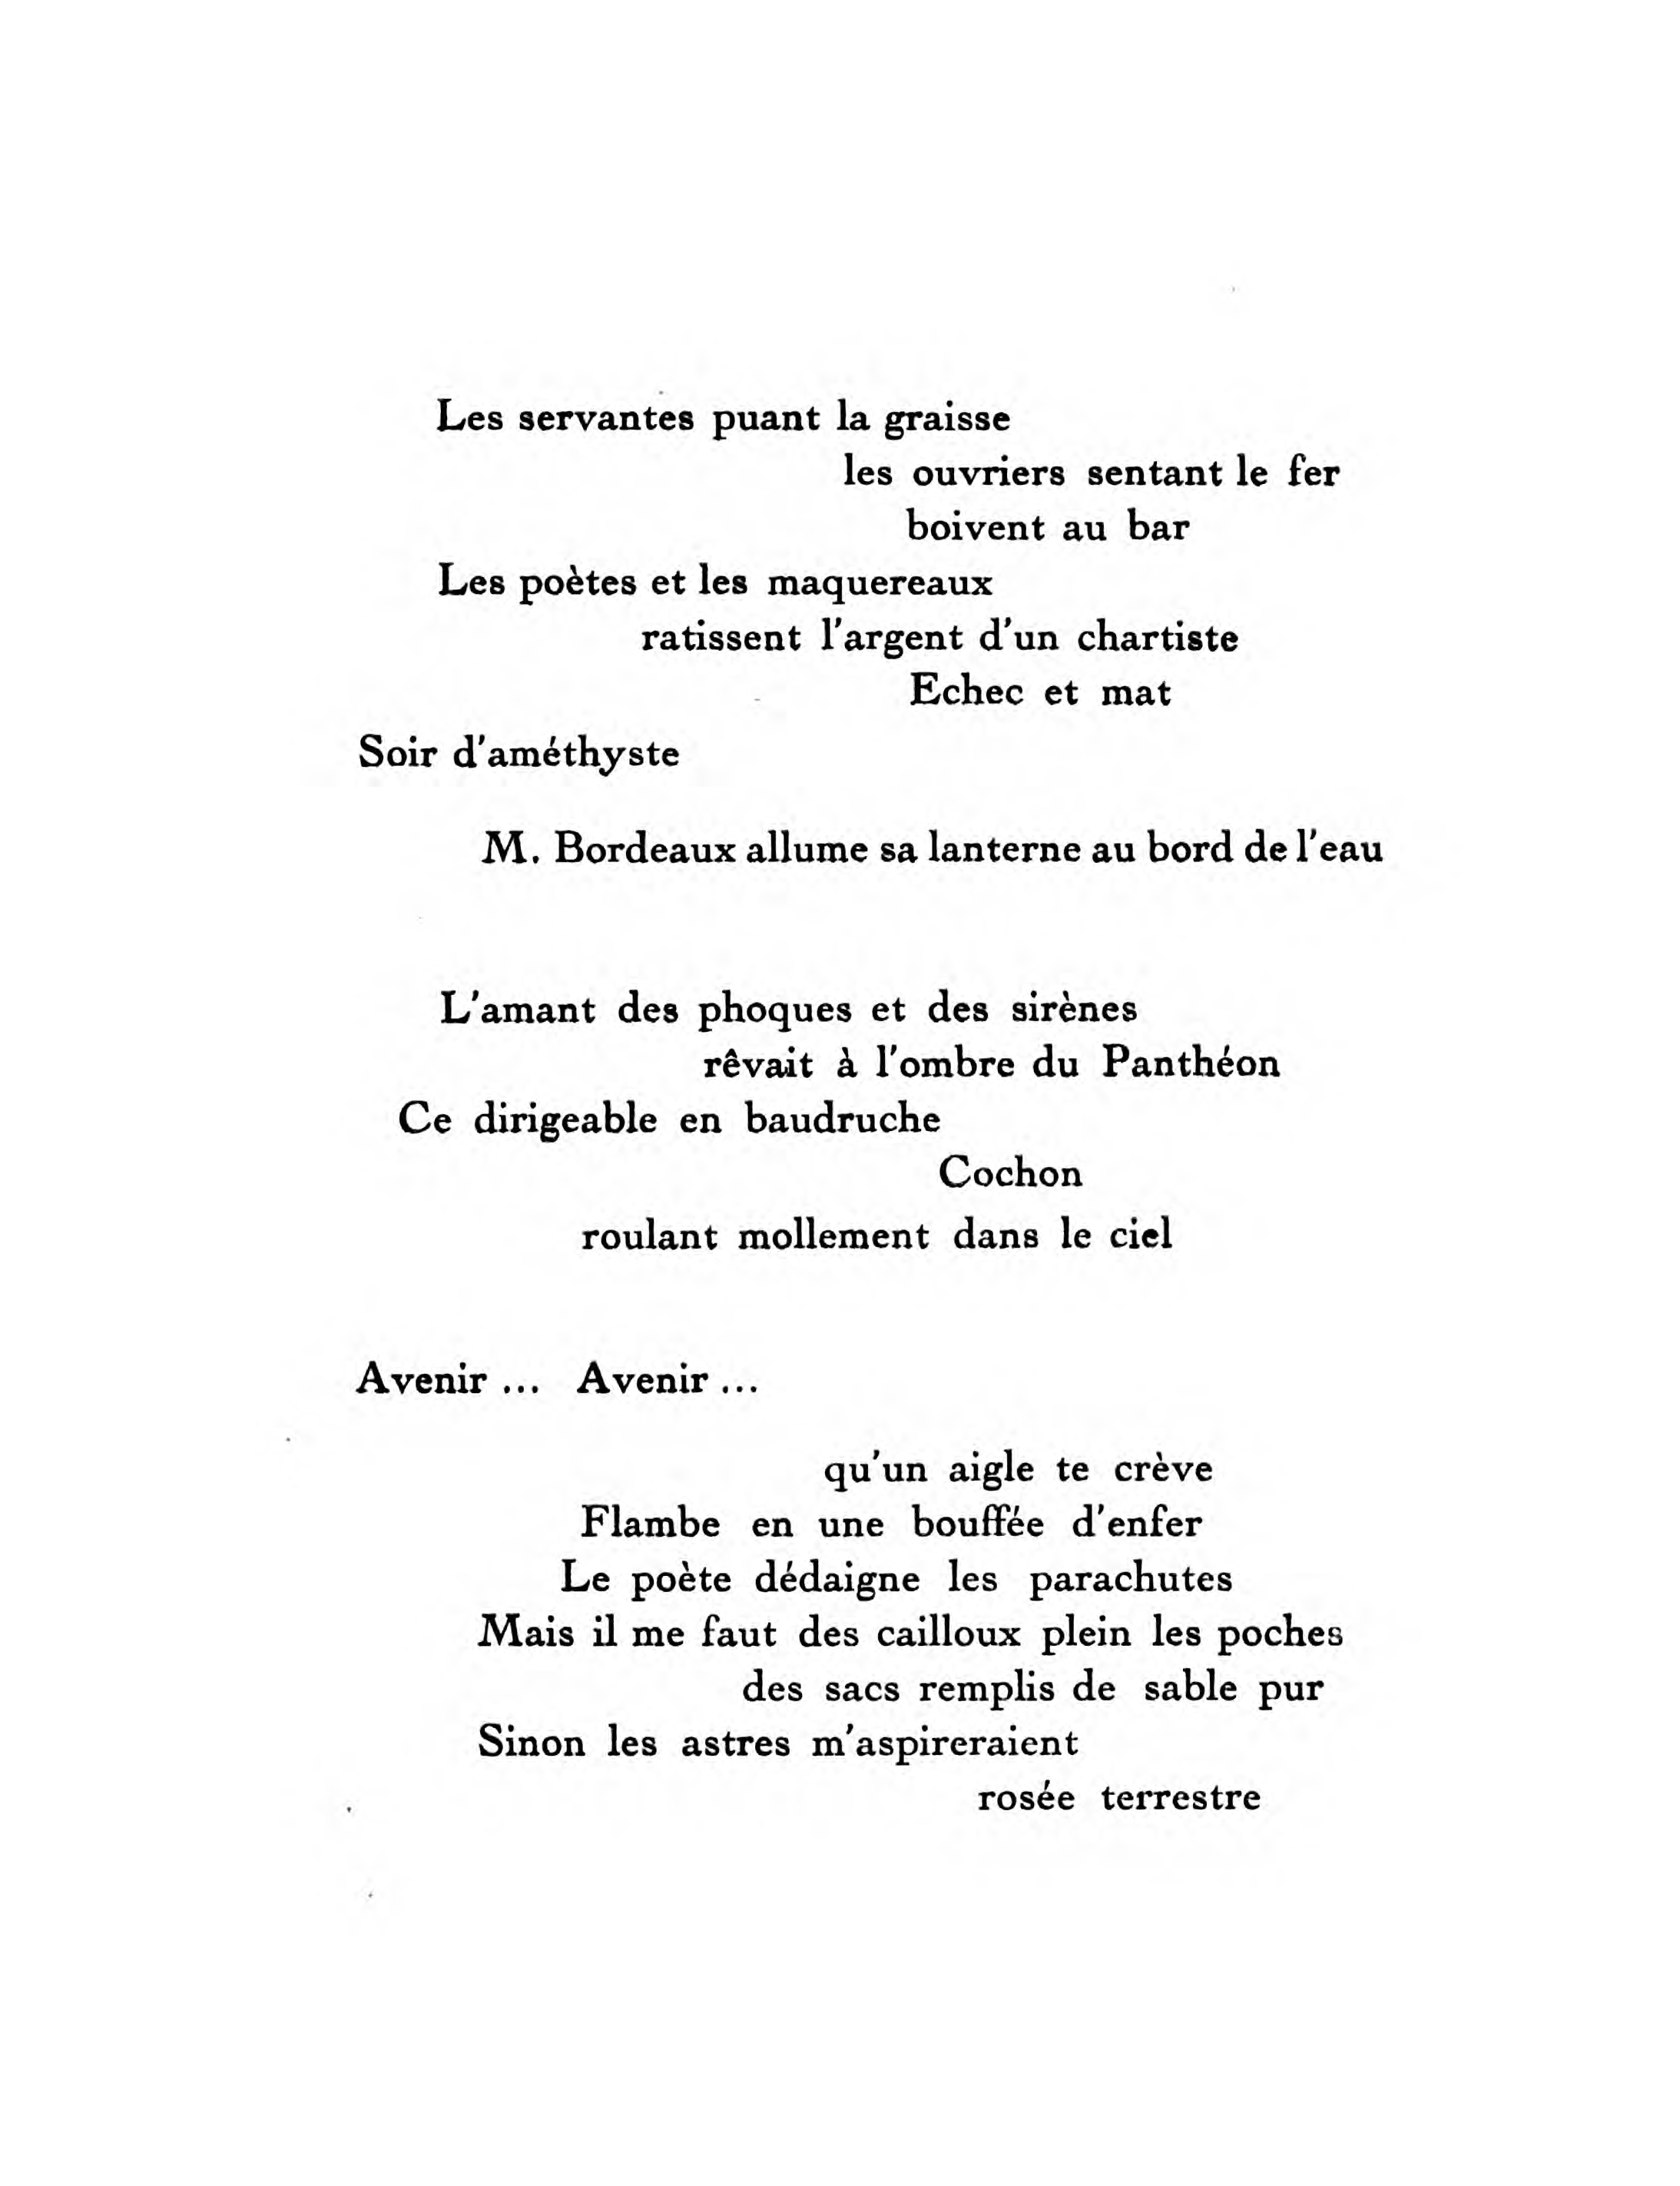 Les servantes puant la graisse
les ouvriers sentant le fer
boivent au bar
Les poètes et les maquereaux
ratissent l'argent d'un chartiste
Echec et mat
Soir d'améthyste
M. Bordeaux allume sa lanterne au bord de l'eau
L'amant des phoques et des sirènes
rêvait à l'ombre du Panthéon
Ce dirigeable en baudruche
Cochon
roulant mollement dans le ciel
Avenir ... Avenir ...
qu'un aigle te crève
Flambe en une bouffée d'enfer
Le poète dédaigne les parachutes
Mais il me faut des cailloux plein les poches
des sacs remplis de sable pur
Sinon les astres m'aspireraient
rosée terrestre